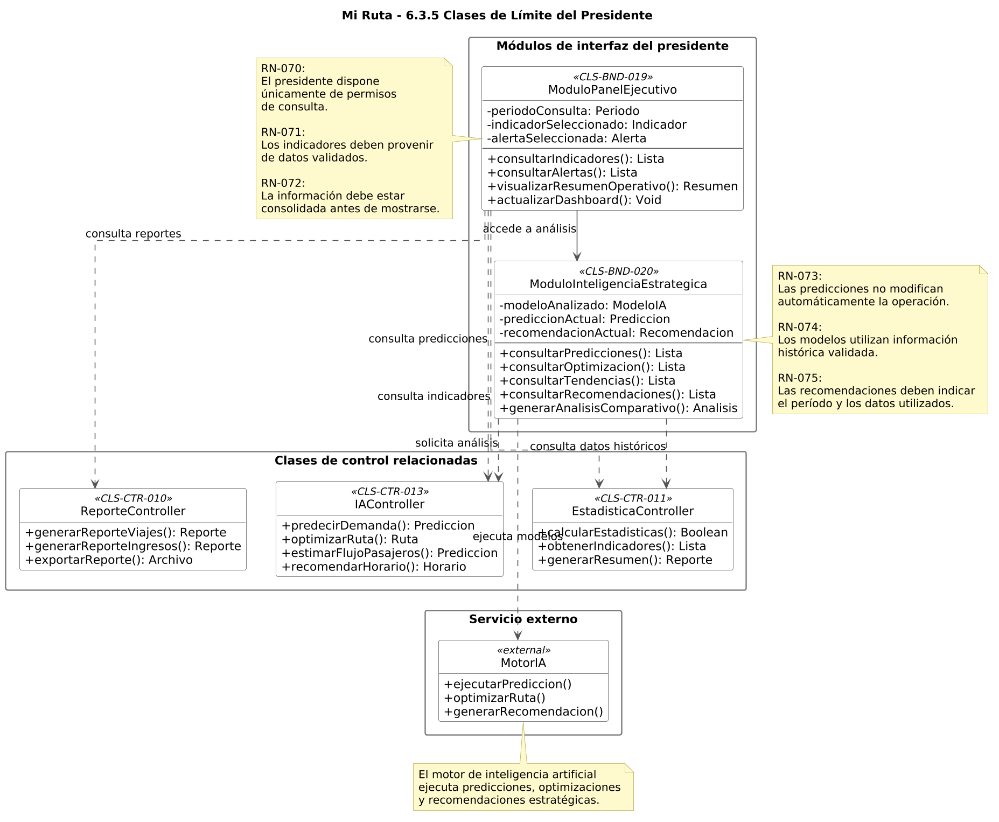 Mi Ruta - 6.3.5 Clases de Límite del Presidente
Módulos de interfaz del presidente
RN-070:
El presidente dispone
únicamente de permisos
de consulta.
RN-071:
Los indicadores deben provenir
de datos validados.
RN-072:
La información debe estar
consolidada antes de mostrarse.
«CLS-BND-019»
ModuloPanelEjecutivo
-periodoConsulta: Periodo
-indicadorSeleccionado: Indicador
-alertaSeleccionada: Alerta
+consultarIndicadores(): Lista
+consultarAlertas(): Lista
+visualizarResumenOperativo(): Resumen
+actualizarDashboard(): Void
consulta reportes
accede a análisis
«CLS-BND-020»
ModuloInteligenciaEstrategica
-modeloAnalizado: ModeloIA
-prediccionActual: Prediccion
-recomendacionActual: Recomendacion
+consultarPredicciones(): Lista
+consultarOptimizacion(): Lista
+consultarTendencias(): Lista
+consultarRecomendaciones(): Lista
+generarAnalisisComparativo(): Analisis
RN-073:
Las predicciones no modifican
automáticamente la operación.
RN-074:
Los modelos utilizan información
histórica validada.
RN-075:
Las recomendaciones deben indicar
el período y los datos utilizados.
consulta predicciones
consulta indicadores
solicita análisis
consulta datos históricos
Clases de control relacionadas
«CLS-CTR-010»
ReporteController
+generarReporteViajes(): Reporte
+generarReporteIngresos(): Reporte
+exportarReporte(): Archivo
«CLS-CTR-013»
IAController
+predecirDemanda(): Prediccion
+optimizarRuta(): Ruta
+estimarFlujoPasajeros(): Prediccion
+recomendarHorario(): Horario
ejecuta modelos
«CLS-CTR-011»
EstadisticaController
+calcularEstadisticas(): Boolean
+obtenerIndicadores(): Lista
+generarResumen(): Reporte
Servicio externo
«external»
MotorIA
+ejecutarPrediccion()
+optimizarRuta()
+generarRecomendacion()
El motor de inteligencia artificial
ejecuta predicciones, optimizaciones
y recomendaciones estratégicas.